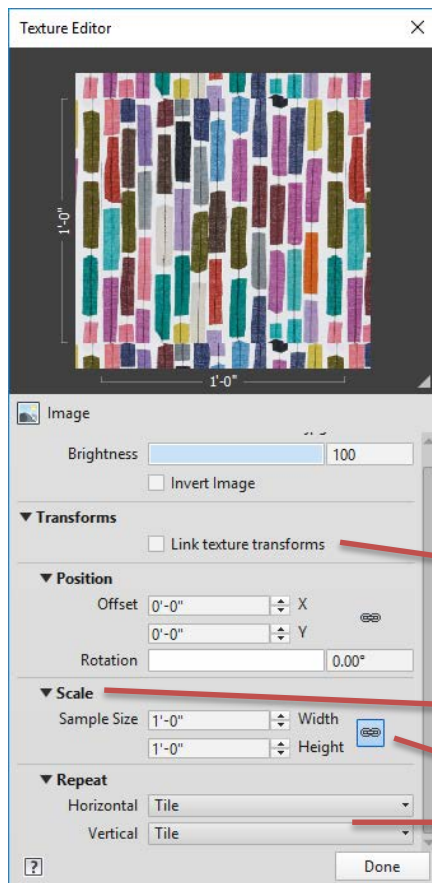 Texture Editor
1'-0"
1'-0"
Image
Brightness 100
Invert Image
Transforms
Link texture transforms
Position
Offset 0'-0" X
0'-0" Y
Rotation 0.00°
Scale
Sample Size 1'-0" Width
1'-0" Height
Repeat
Horizontal Tile
Vertical Tile
? Done